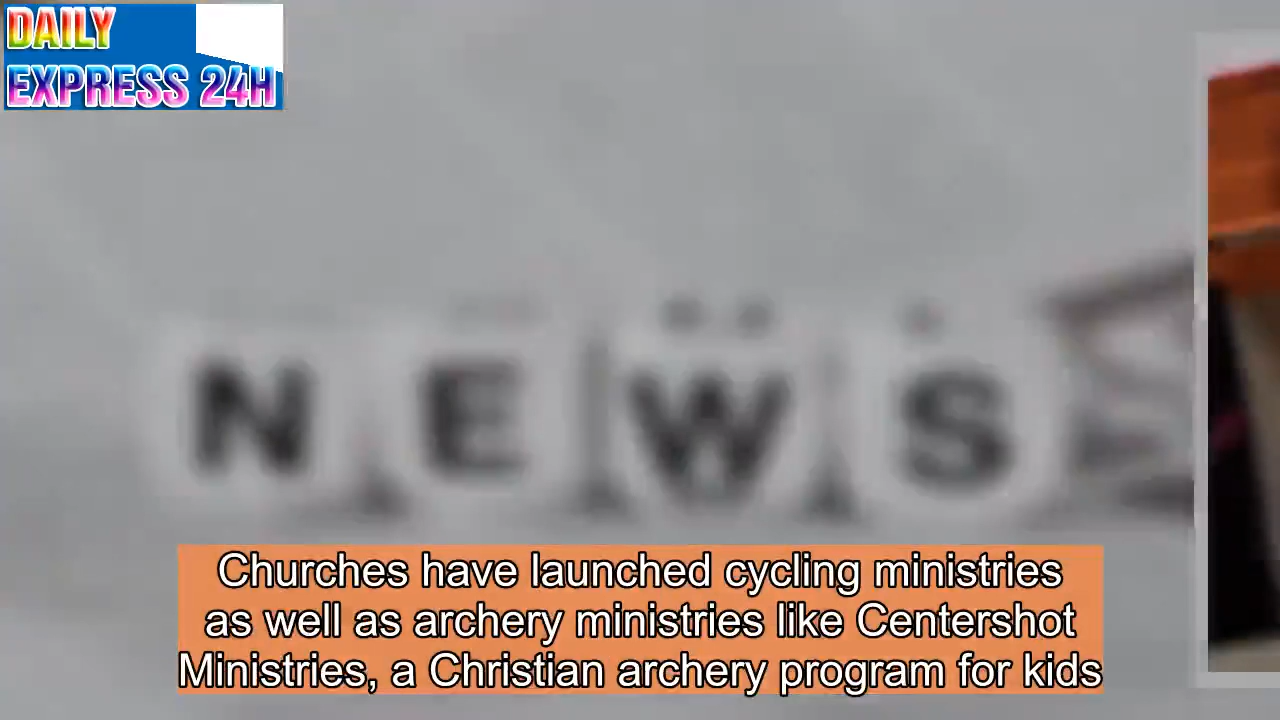 DAILY
EXPRESS 24H
NEWS
Churches have launched cycling ministries
as well as archery ministries like Centershot
Ministries, a Christian archery program for kids